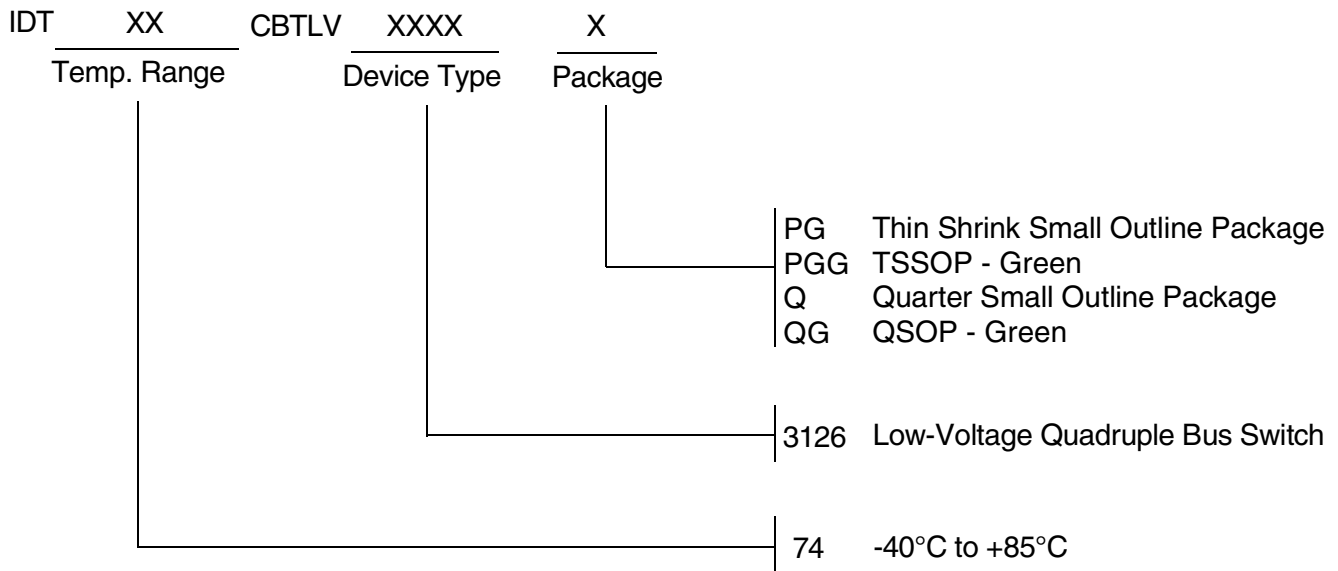 IDT XX CBTLV XXXX X
Temp. Range Device Type Package
PG Thin Shrink Small Outline Package
PGG TSSOP - Green
Q Quarter Small Outline Package
QG QSOP - Green
3126 Low-Voltage Quadruple Bus Switch
74 -40°C to +85°C